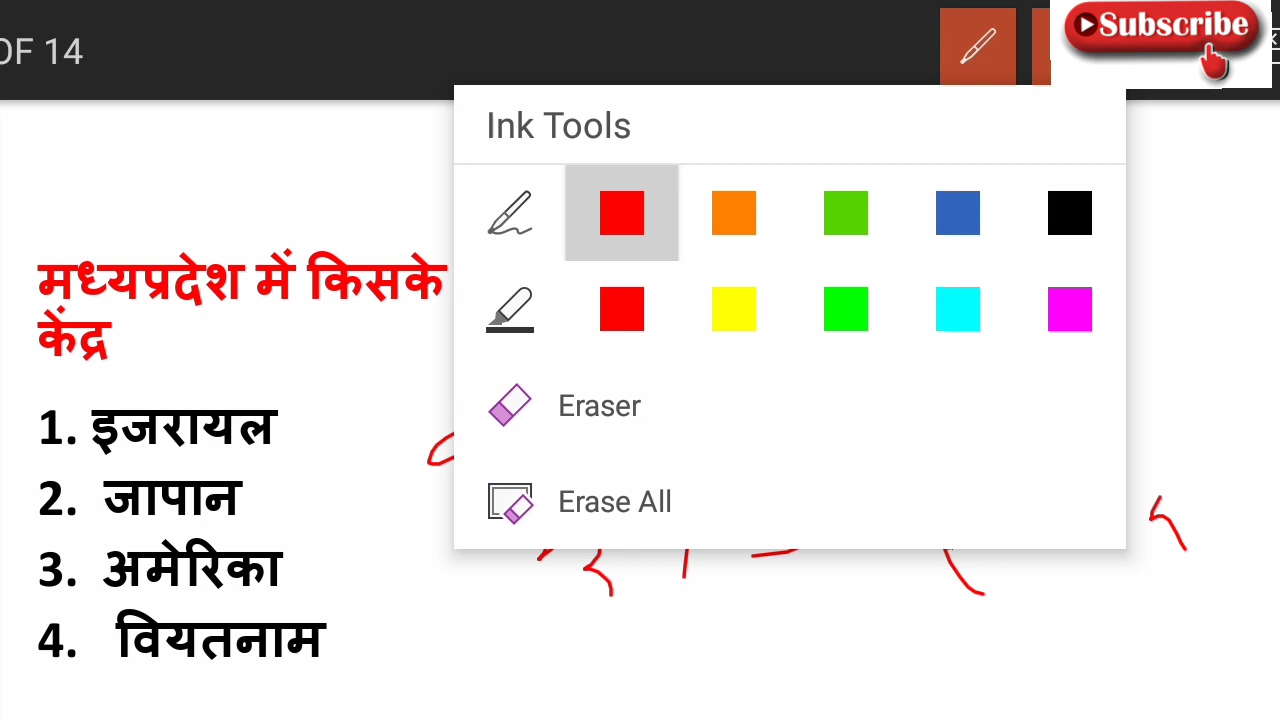 OF 14
Subscribe
Ink Tools
मध्यप्रदेश में किसके
केंद्र
Eraser
1. इजरायल
2. जापान
Erase All
3. अमेरिका
4. वियतनाम